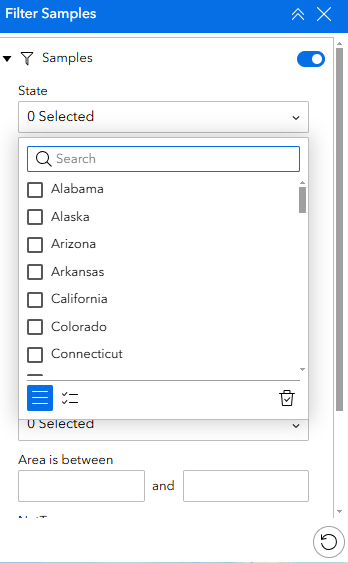 Filter Samples
Samples
State
0 Selected
Search
Alabama
Alaska
Arizona
Arkansas
California
Colorado
Connecticut
0 Selected
Area is between
and